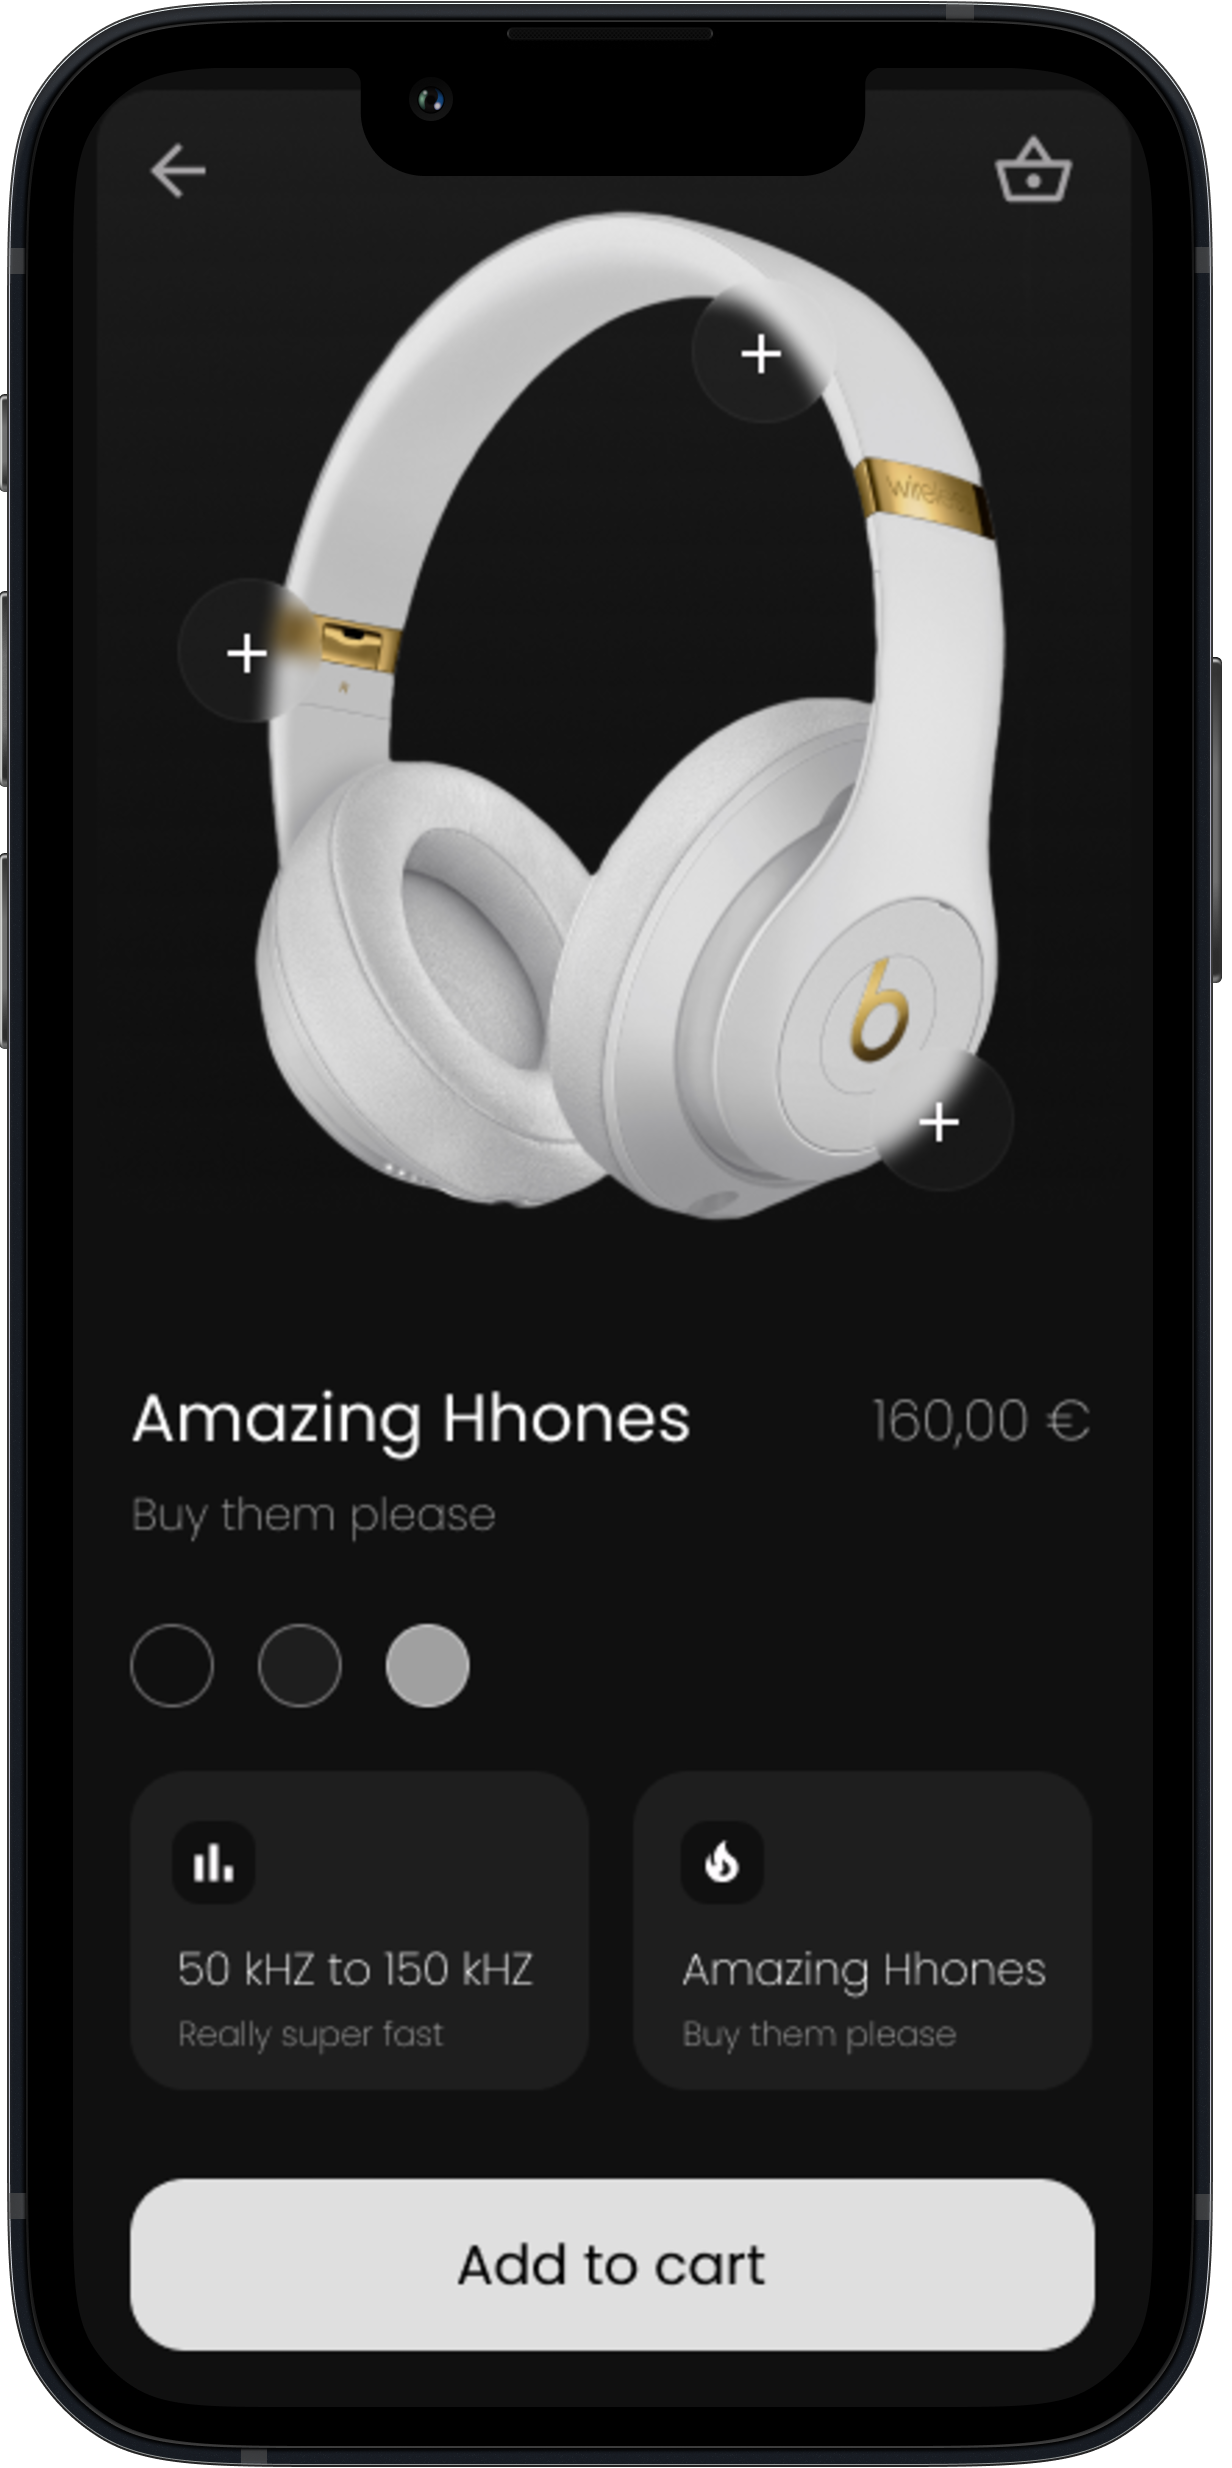 wireless
Amazing Hhones
160,00 €
Buy them please
50 kHZ to 150 kHZ
Really super fast
Amazing Hhones
Buy them please
Add to cart